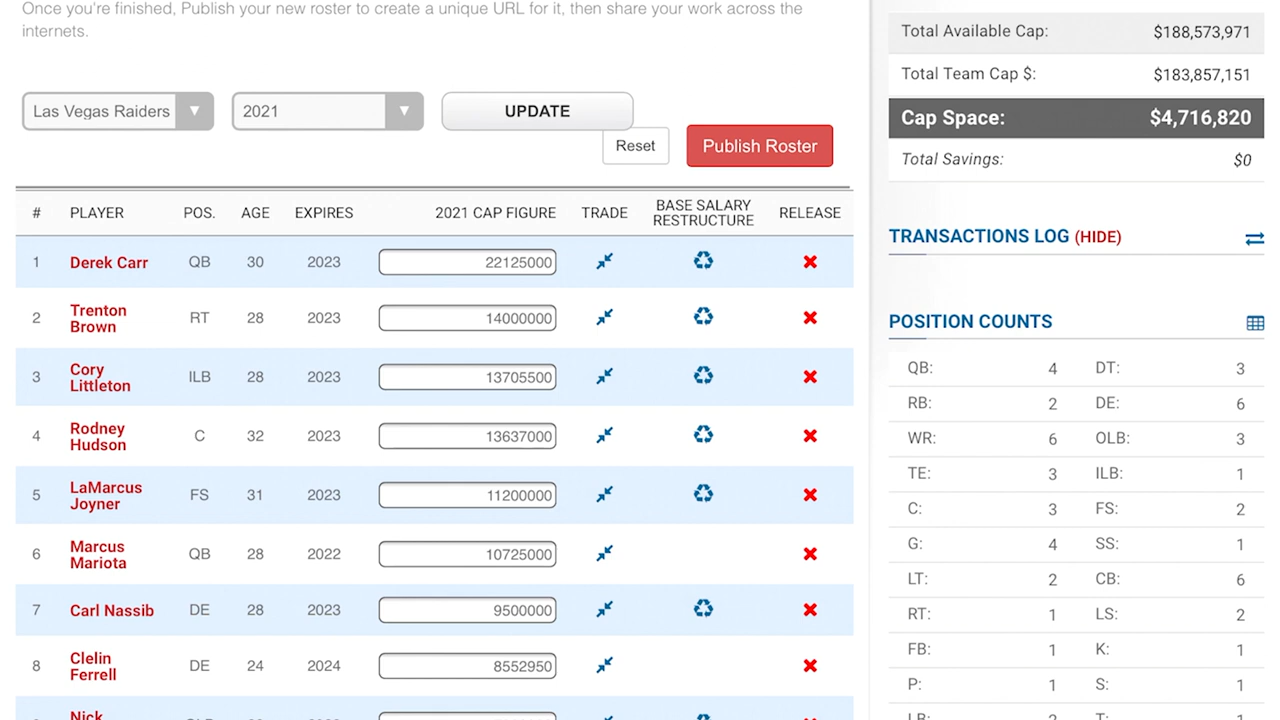 Once you're finished, Publish your new roster to create a unique URL for it, then share your work across the
internets.
Las Vegas Raiders
2021
UPDATE
Reset
Publish Roster
# PLAYER POS. AGE EXPIRES 2021 CAP FIGURE TRADE BASE SALARY RESTRUCTURE RELEASE
1 Derek Carr QB 30 2023 22125000
2 Trenton Brown RT 28 2023 14000000
3 Cory Littleton ILB 28 2023 13705500
4 Rodney Hudson C 32 2023 13637000
5 LaMarcus Joyner FS 31 2023 11200000
6 Marcus Mariota QB 28 2022 10725000
7 Carl Nassib DE 28 2023 9500000
8 Clelin Ferrell DE 24 2024 8552950
Nick
Total Available Cap: $188,573,971
Total Team Cap $: $183,857,151
Cap Space: $4,716,820
Total Savings: $0
TRANSACTIONS LOG (HIDE)
POSITION COUNTS
QB: 4 DT: 3
RB: 2 DE: 6
WR: 6 OLB: 3
TE: 3 ILB: 1
C: 3 FS: 2
G: 4 SS: 1
LT: 2 CB: 6
RT: 1 LS: 2
FB: 1 K: 1
P: 1 S: 1
LB: 2 T: 1